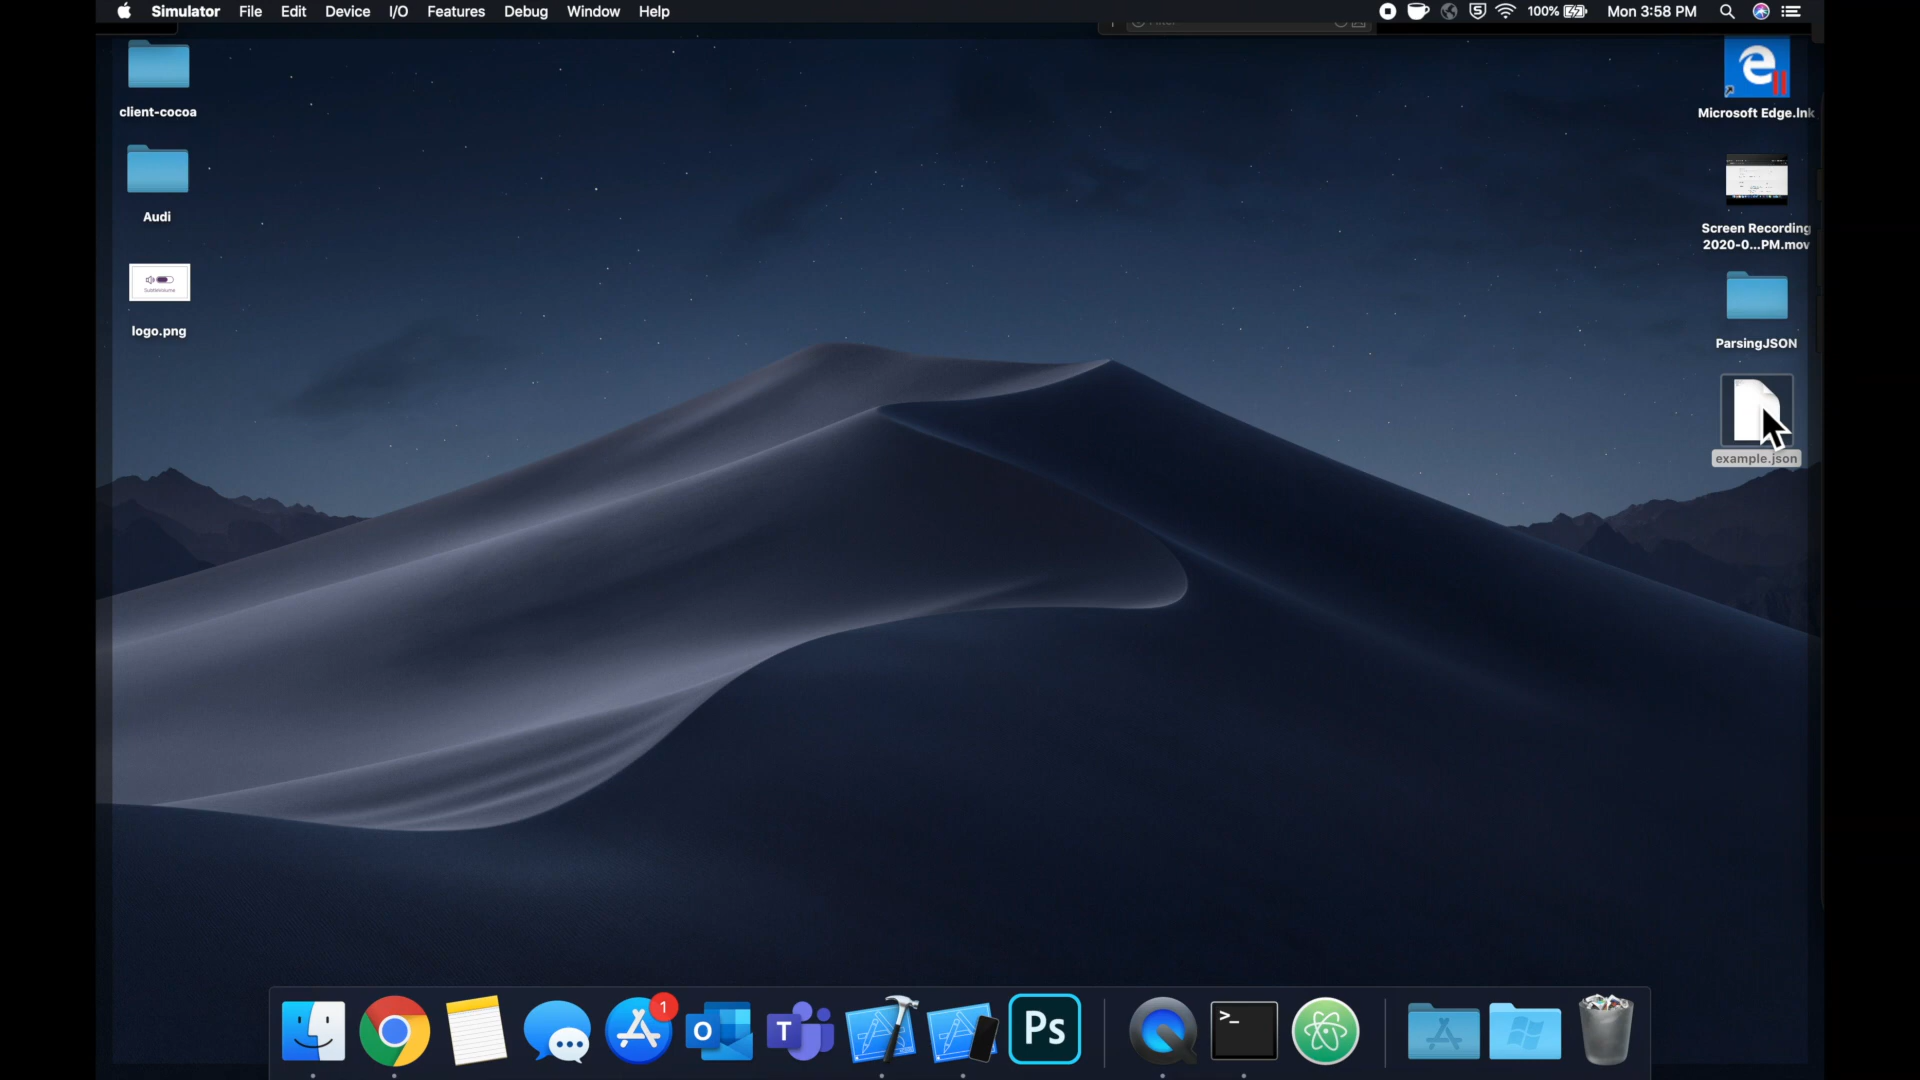 Simulator File Edit Device I/O Features Debug Window Help
100% Mon 3:58 PM
client-cocoa
Audi
logo.png
Microsoft Edge.lnk
Screen Recording
2020-0...PM.mov
ParsingJSON
example.json
1
O
T
Ps
>_